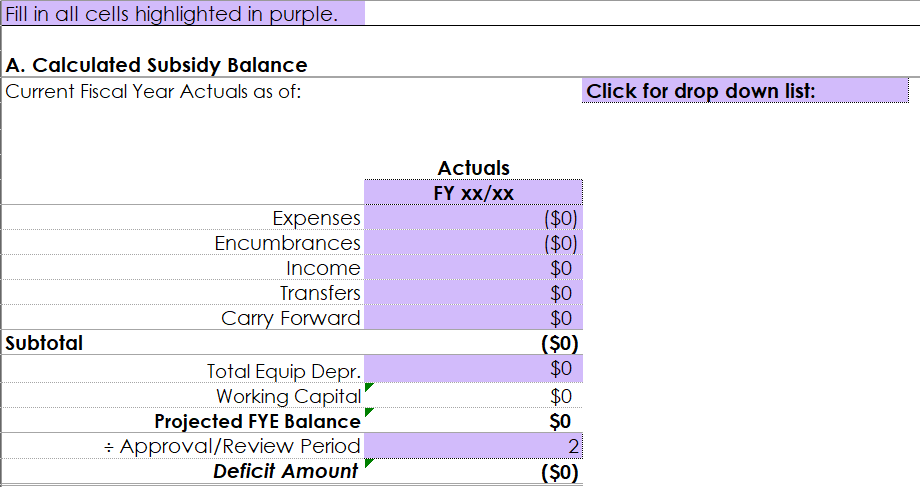 Fill in all cells highlighted in purple.
A. Calculated Subsidy Balance
Current Fiscal Year Actuals as of: Click for drop down list:
Actuals
FY xx/xx
Expenses ($0)
Encumbrances ($0)
Income $0
Transfers $0
Carry Forward $0
Subtotal ($0)
Total Equip Depr. $0
Working Capital $0
Projected FYE Balance $0
÷ Approval/Review Period 2
Deficit Amount ($0)